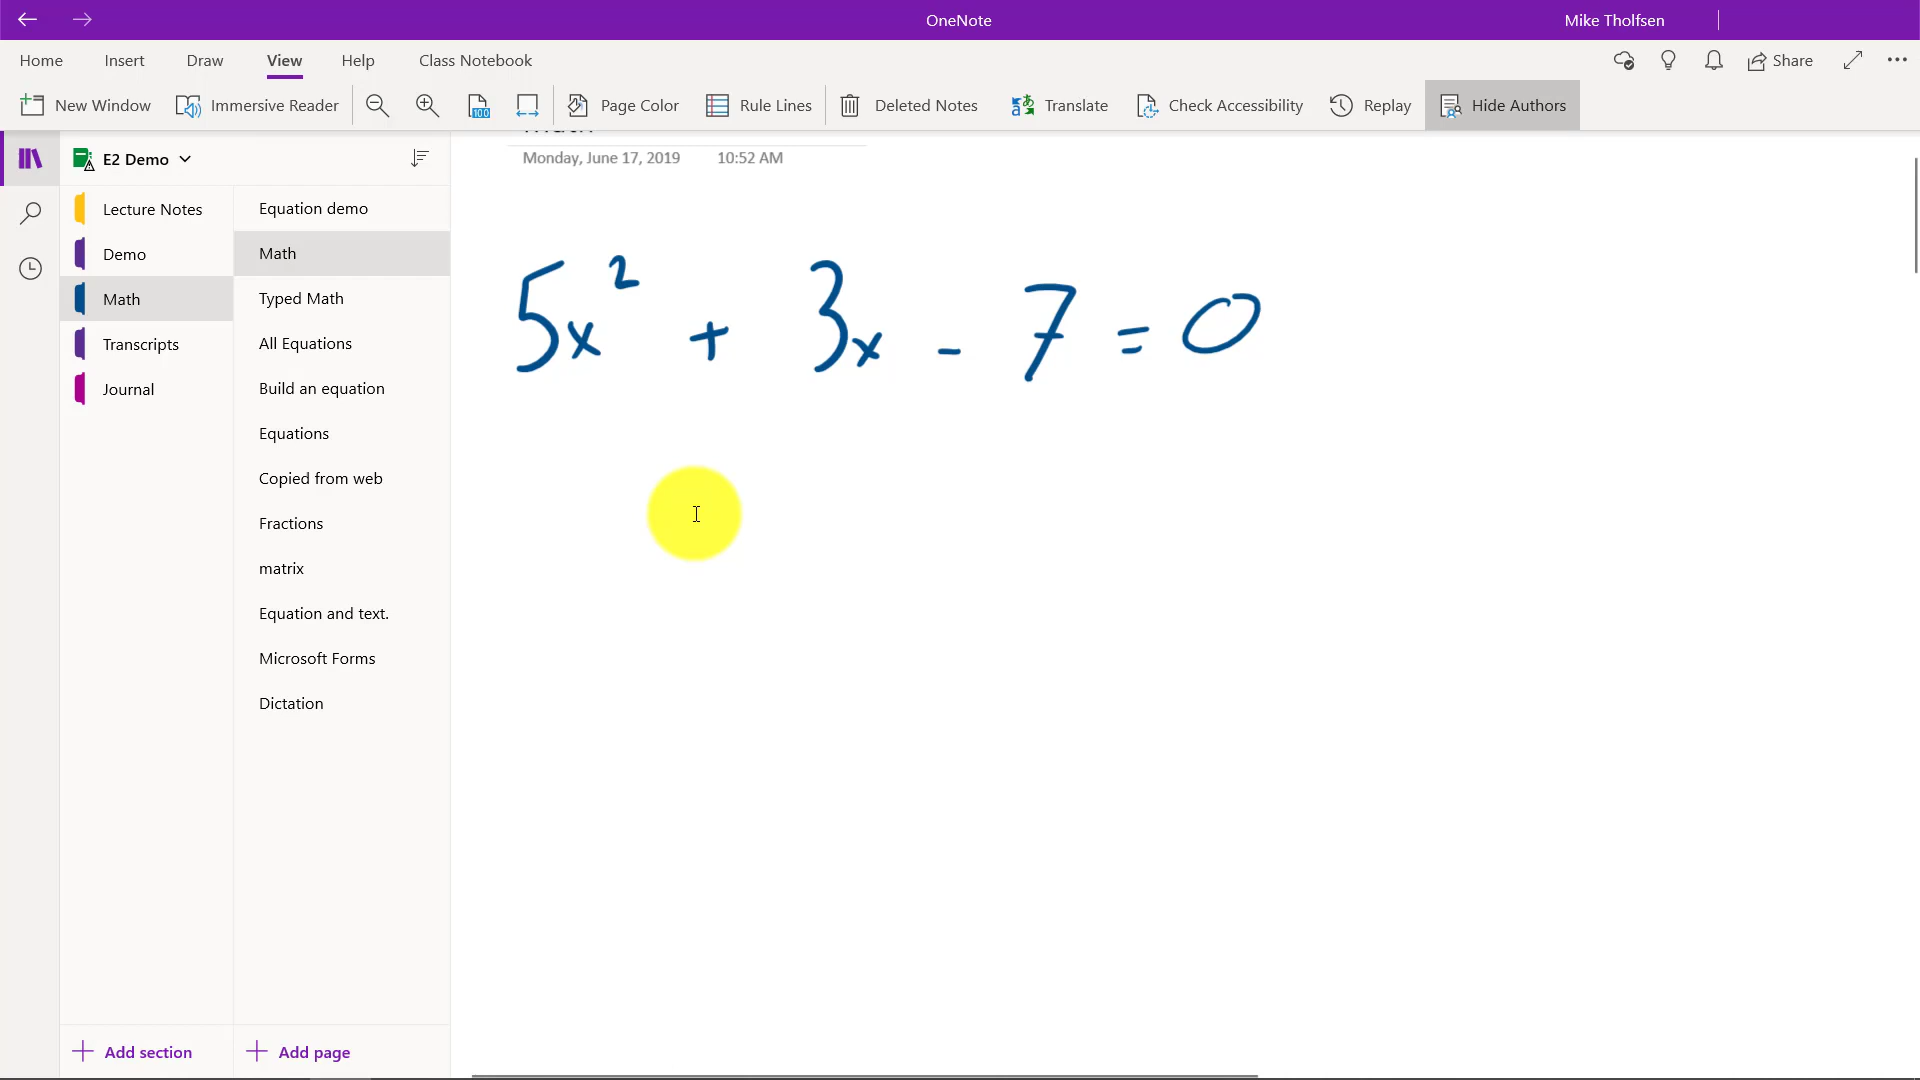 OneNote
Mike Tholfsen
Home Insert Draw View Help Class Notebook
Share
New Window Immersive Reader 100 Page Color Rule Lines Deleted Notes Translate Check Accessibility Replay Hide Authors
E2 Demo
Monday, June 17, 2019 10:52 AM
Lecture Notes
Demo
Math
Transcripts
Journal
Equation demo
Math
Typed Math
All Equations
Build an equation
Equations
Copied from web
Fractions
matrix
Equation and text.
Microsoft Forms
Dictation
5x² + 3x - 7 = 0
Add section
Add page